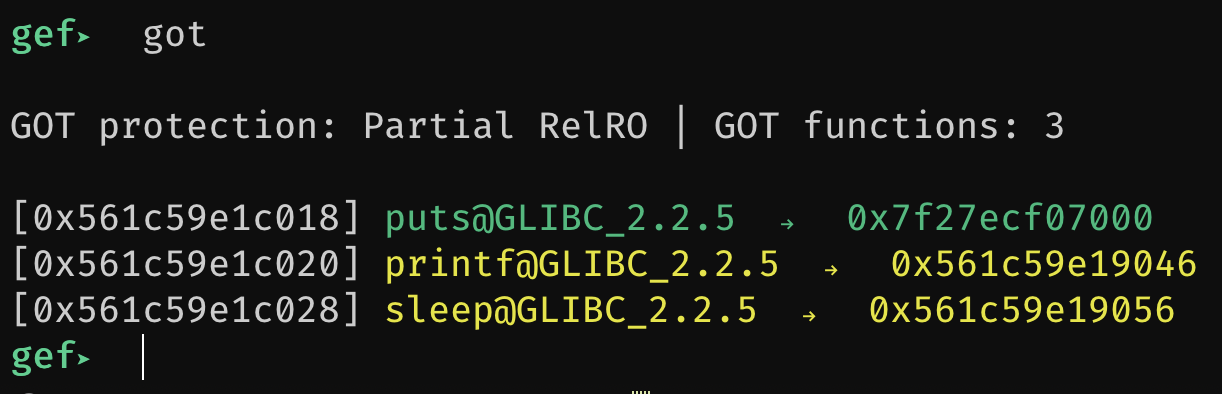 gef➤ got
GOT protection: Partial RelRO | GOT functions: 3
[0x561c59e1c018] puts@GLIBC_2.2.5 → 0x7f27ecf07000
[0x561c59e1c020] printf@GLIBC_2.2.5 → 0x561c59e19046
[0x561c59e1c028] sleep@GLIBC_2.2.5 → 0x561c59e19056
gef➤